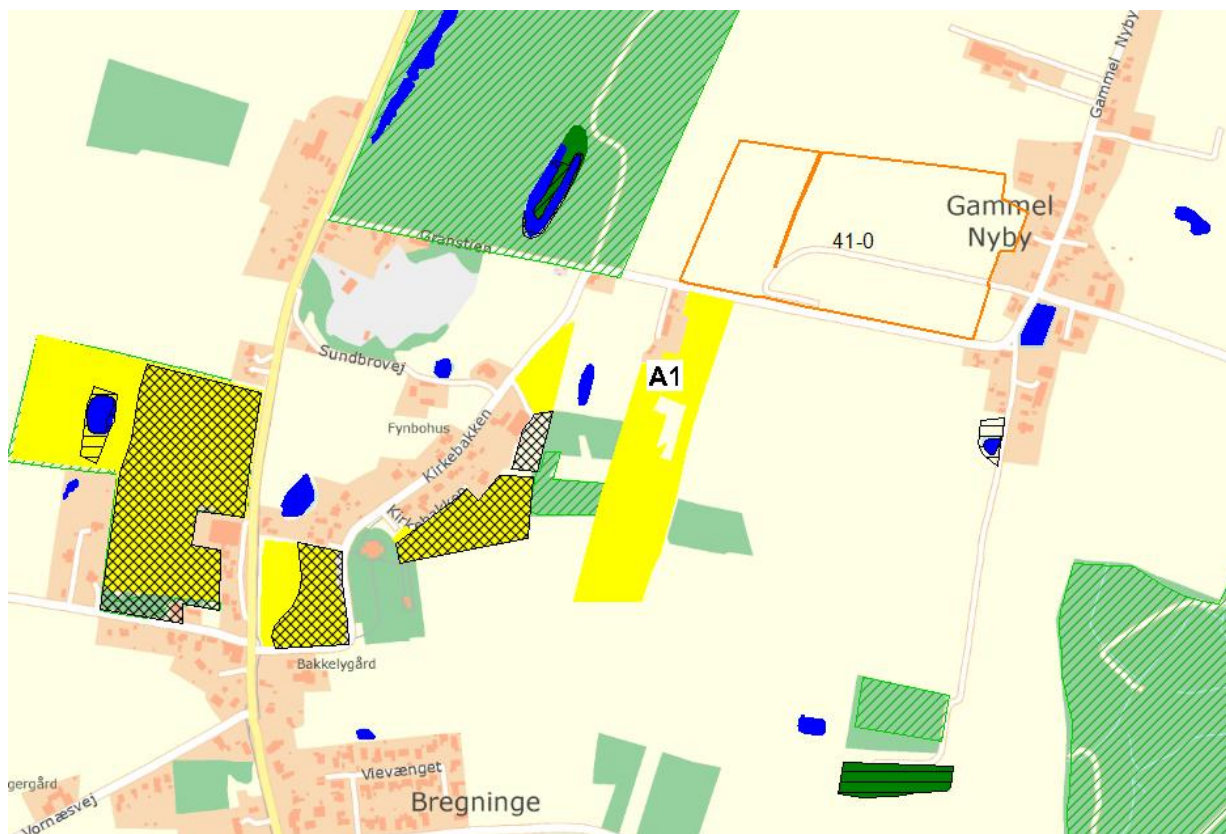 Gammel Nyby
Gammel
Nyby
41-0
Granstien
Sundbrovej
A1
Fynbohus
Kirkebakken
Kirkebakken
Bakkelygård
Vievænget
gergård
Bregninge
Vornæsvej